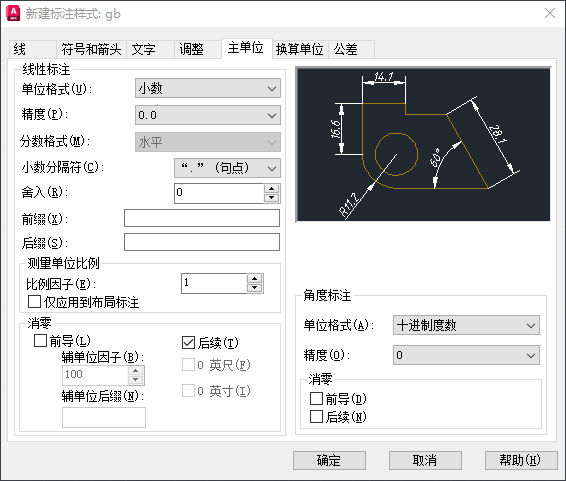 新建标注样式: gb
线 符号和箭头 文字 调整 主单位 换算单位 公差
线性标注
单位格式(U): 小数
精度(P): 0.0
分数格式(M): 水平
小数分隔符(C): “.”(句点)
舍入(R): 0
前缀(X):
后缀(S):
测量单位比例
比例因子(E): 1
仅应用到布局标注
消零
前导(L)
辅单位因子(B):
100
辅单位后缀(N):
后续(T)
0 英尺(F)
0 英寸(I)
14.1
16.6
28.1
60°
R11.2
角度标注
单位格式(A): 十进制度数
精度(O): 0
消零
前导(D)
后续(N)
确定 取消 帮助(H)